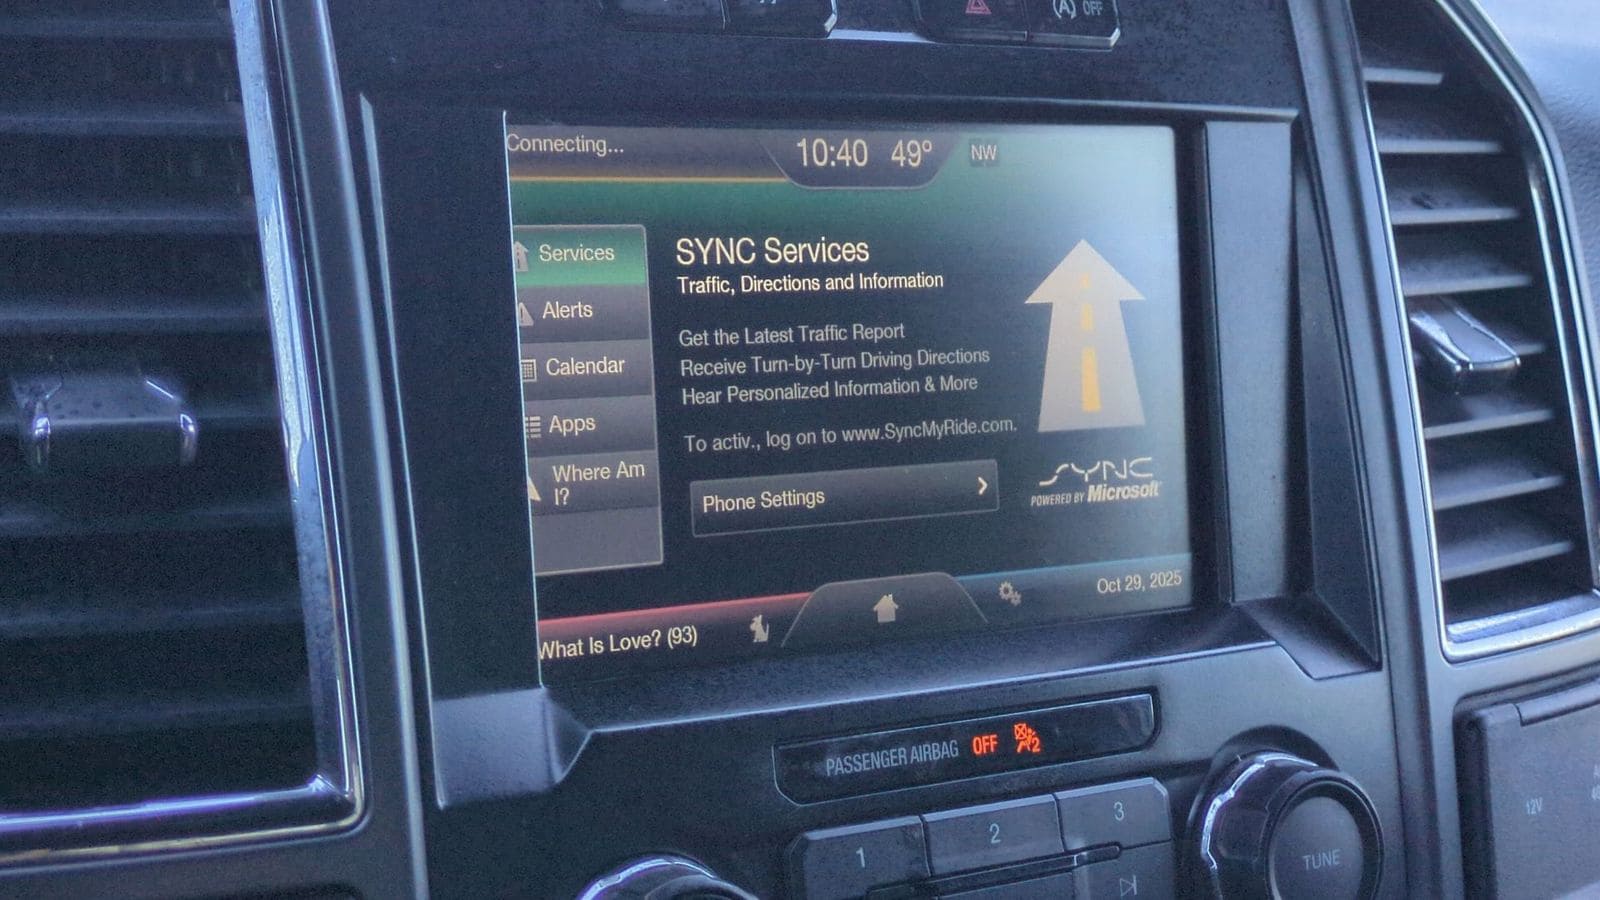 (A) OFF
Connecting...
10:40 49° NW
Services
Alerts
Calendar
Apps
Where Am
I?
SYNC Services
Traffic, Directions and Information
Get the Latest Traffic Report
Receive Turn-by-Turn Driving Directions
Hear Personalized Information & More
To activ., log on to www.SyncMyRide.com.
Phone Settings
SYNC
POWERED BY Microsoft
What Is Love? (93)
Oct 29, 2025
PASSENGER AIRBAG OFF 2
1
2
3
TUNE
12V